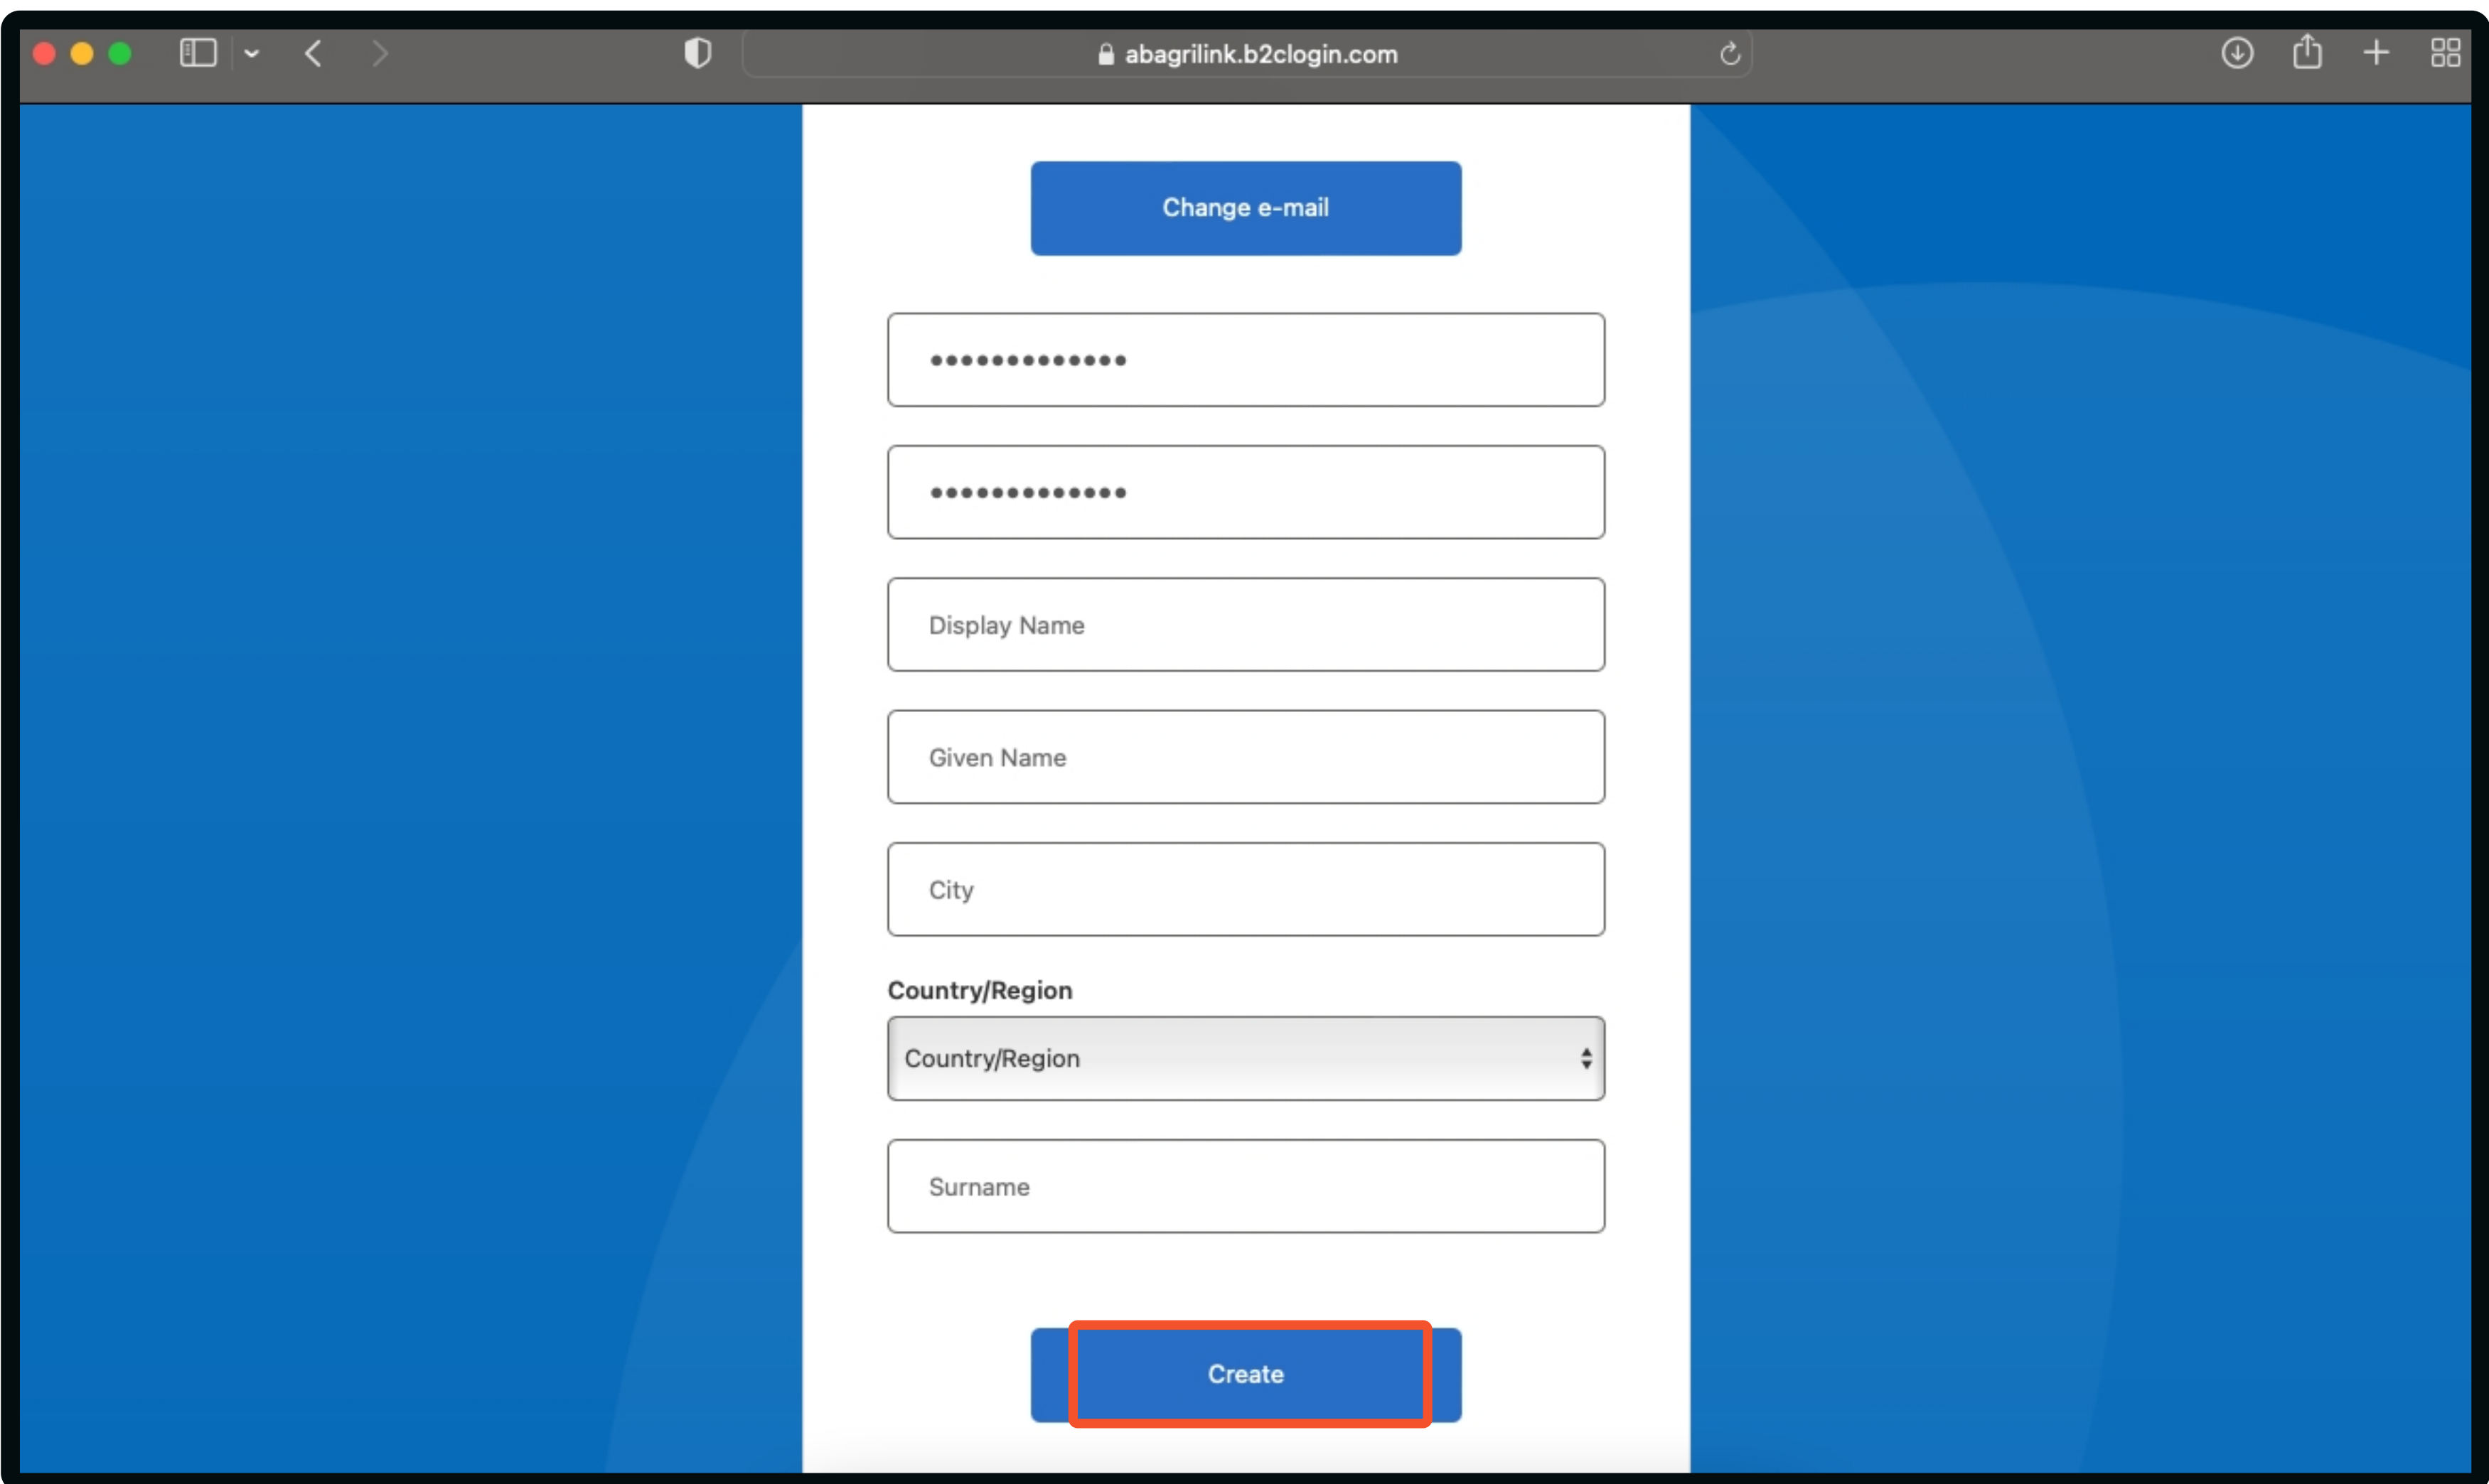 abagrilink.b2clogin.com
Change e-mail
•••••••••••••
•••••••••••••
Display Name
Given Name
City
Country/Region
Country/Region
Surname
Create